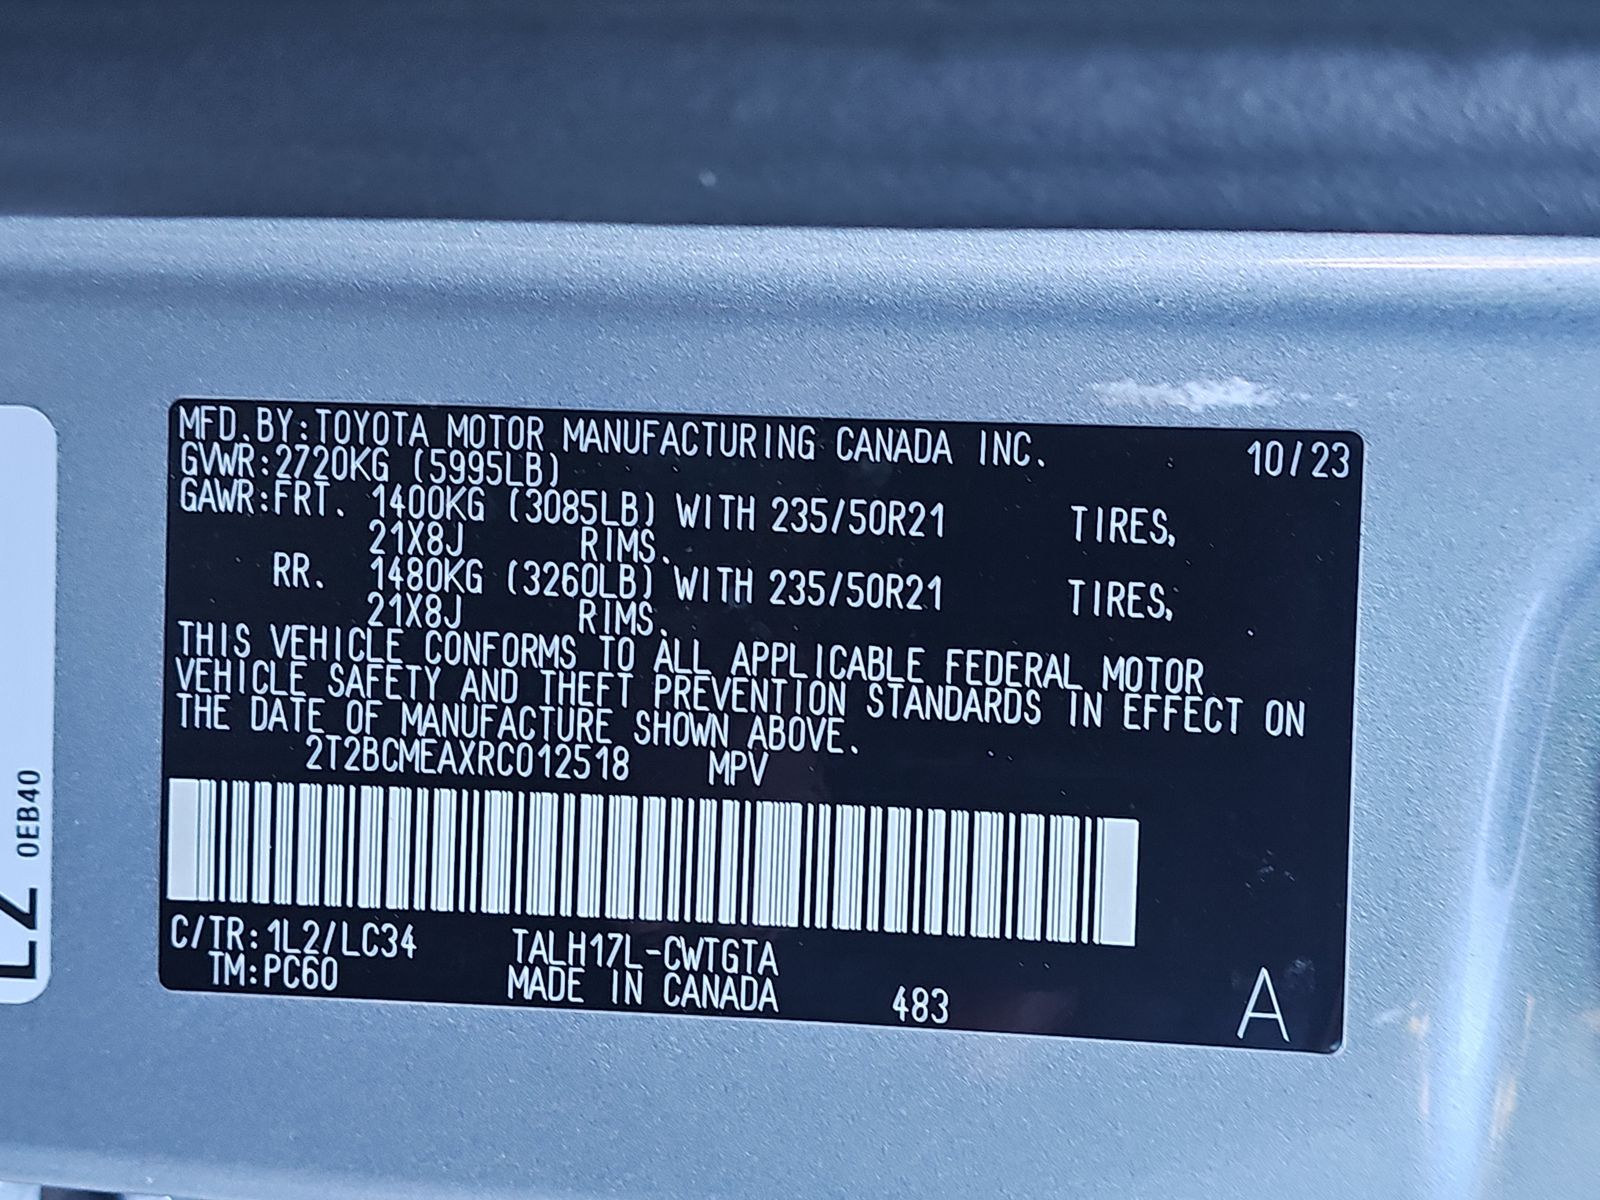 MFD.BY:TOYOTA MOTOR MANUFACTURING CANADA INC. 10/23
GVWR:2720KG (5995LB)
GAWR:FRT. 1400KG (3085LB) WITH 235/50R21 TIRES,
21X8J RIMS.
RR. 1480KG (3260LB) WITH 235/50R21 TIRES,
21X8J RIMS.
THIS VEHICLE CONFORMS TO ALL APPLICABLE FEDERAL MOTOR
VEHICLE SAFETY AND THEFT PREVENTION STANDARDS IN EFFECT ON
THE DATE OF MANUFACTURE SHOWN ABOVE.
2T2BCMEAXRC012518 MPV
C/TR:1L2/LC34 TALH17L-CWTGTA
TM:PC60 MADE IN CANADA 483 A
0EB40